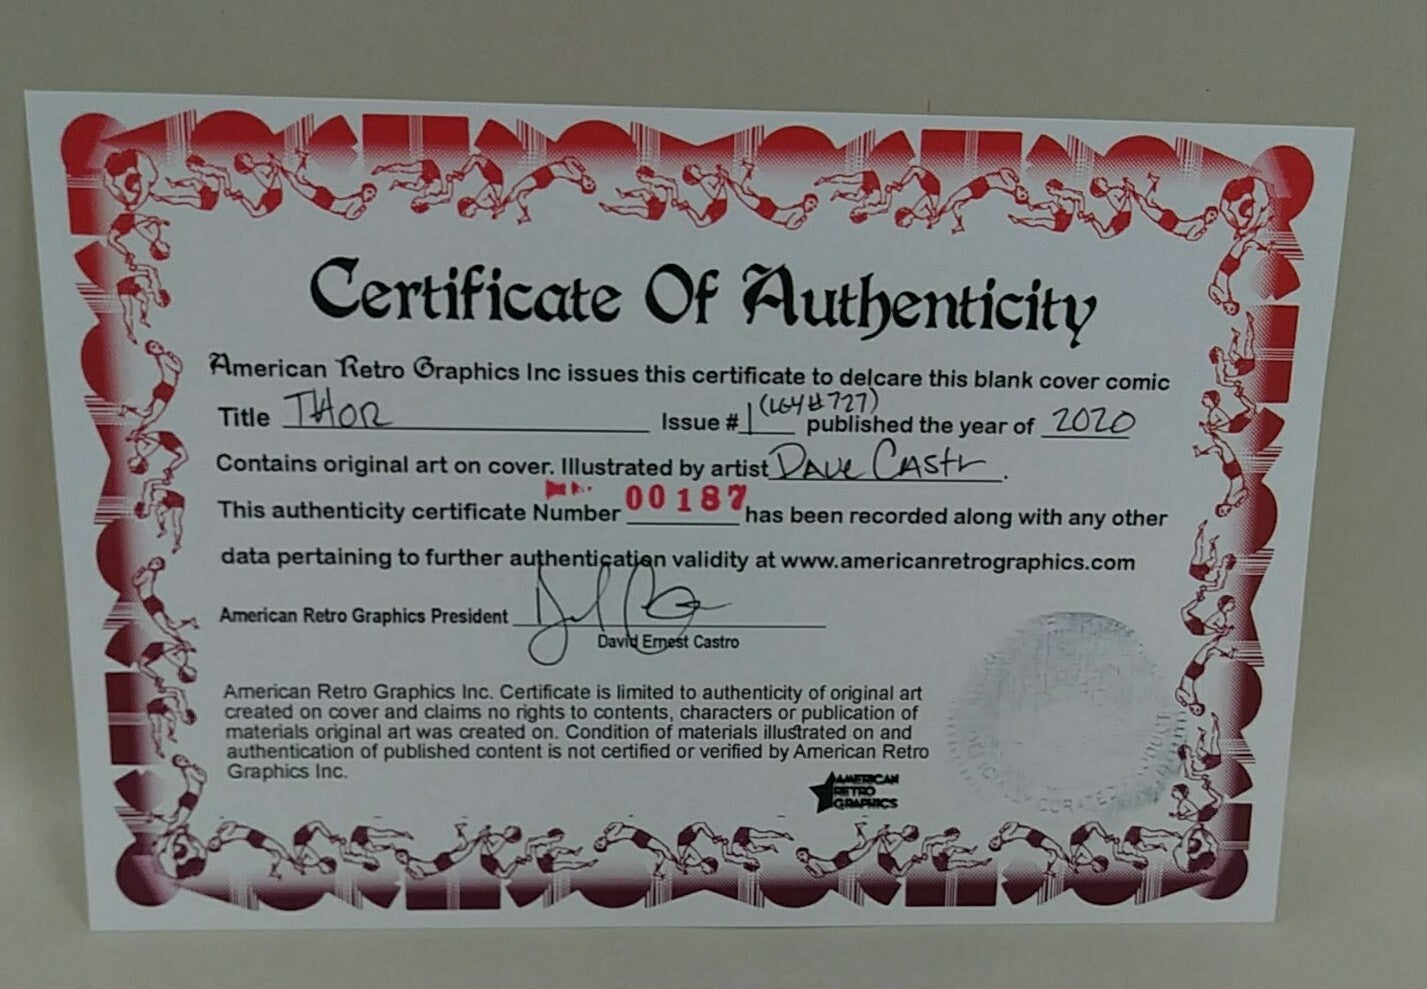 Certificate Of Authenticity
American Retro Graphics Inc issues this certificate to delcare this blank cover comic
Title THOR Issue # 1 (LGY# 727) published the year of 2020
Contains original art on cover. Illustrated by artist Dave Castr.
This authenticity certificate Number 00187 has been recorded along with any other
data pertaining to further authentication validity at www.americanretrographics.com
American Retro Graphics President
David Ernest Castro
American Retro Graphics Inc. Certificate is limited to authenticity of original art
created on cover and claims no rights to contents, characters or publication of
materials original art was created on. Condition of materials illustrated on and
authentication of published content is not certified or verified by American Retro
Graphics Inc.
AMERICAN
RETRO
GRAPHICS
CURATED